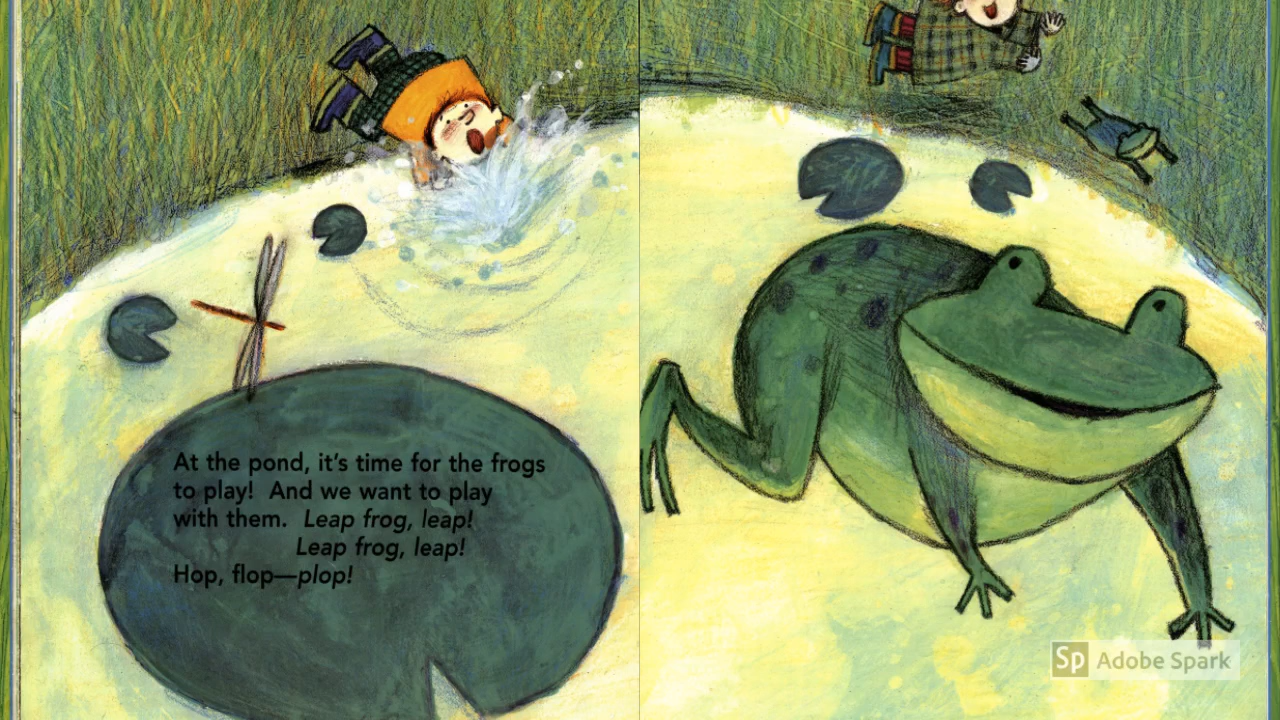 At the pond, it's time for the frogs
to play! And we want to play
with them. Leap frog, leap!
Leap frog, leap!
Hop, flop—plop!
Sp Adobe Spark